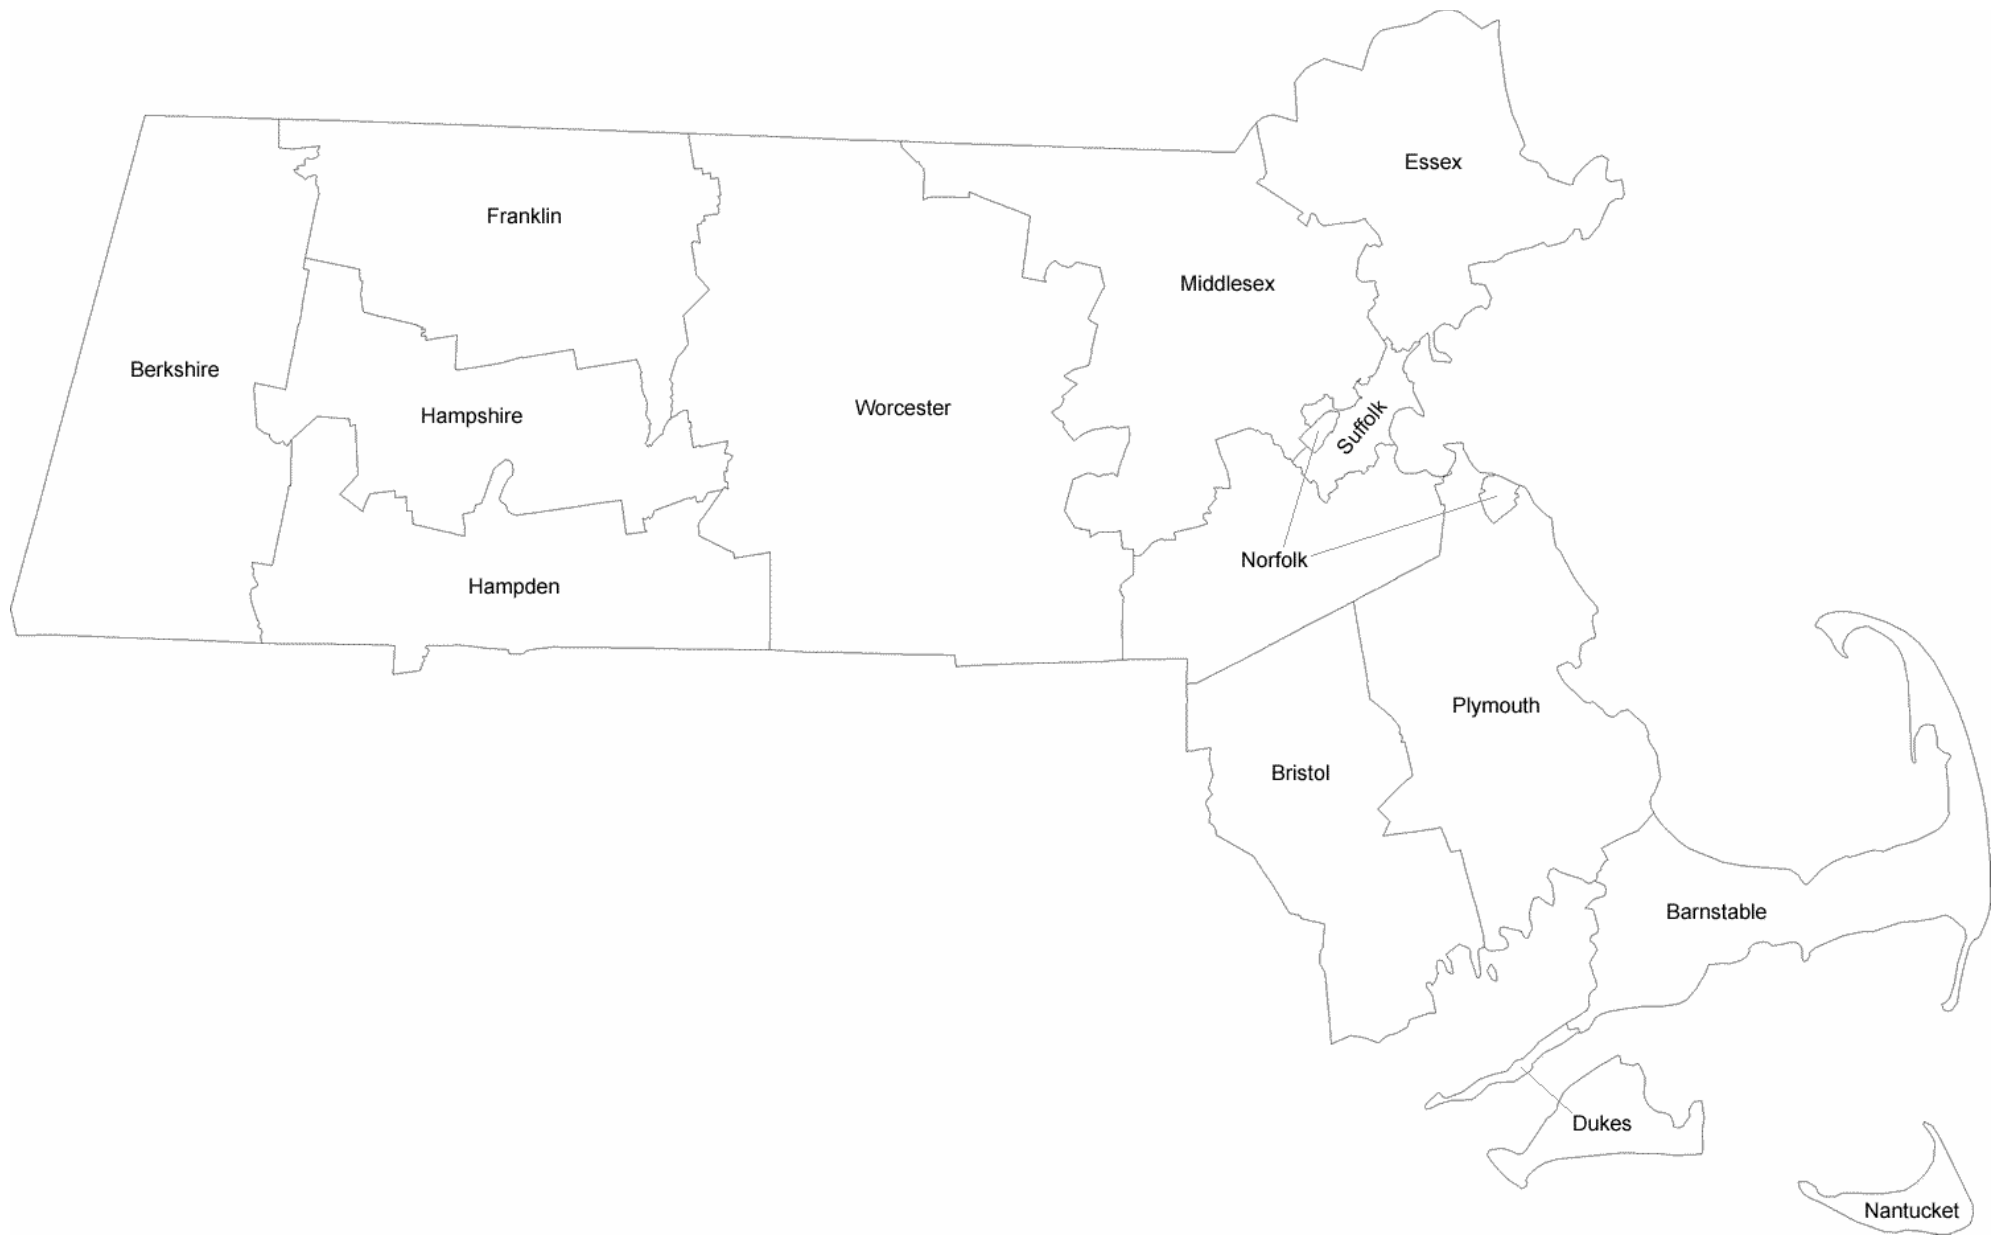 Essex
Franklin
Middlesex
Berkshire
Hampshire
Worcester
Suffolk
Norfolk
Hampden
Plymouth
Bristol
Barnstable
Dukes
Nantucket